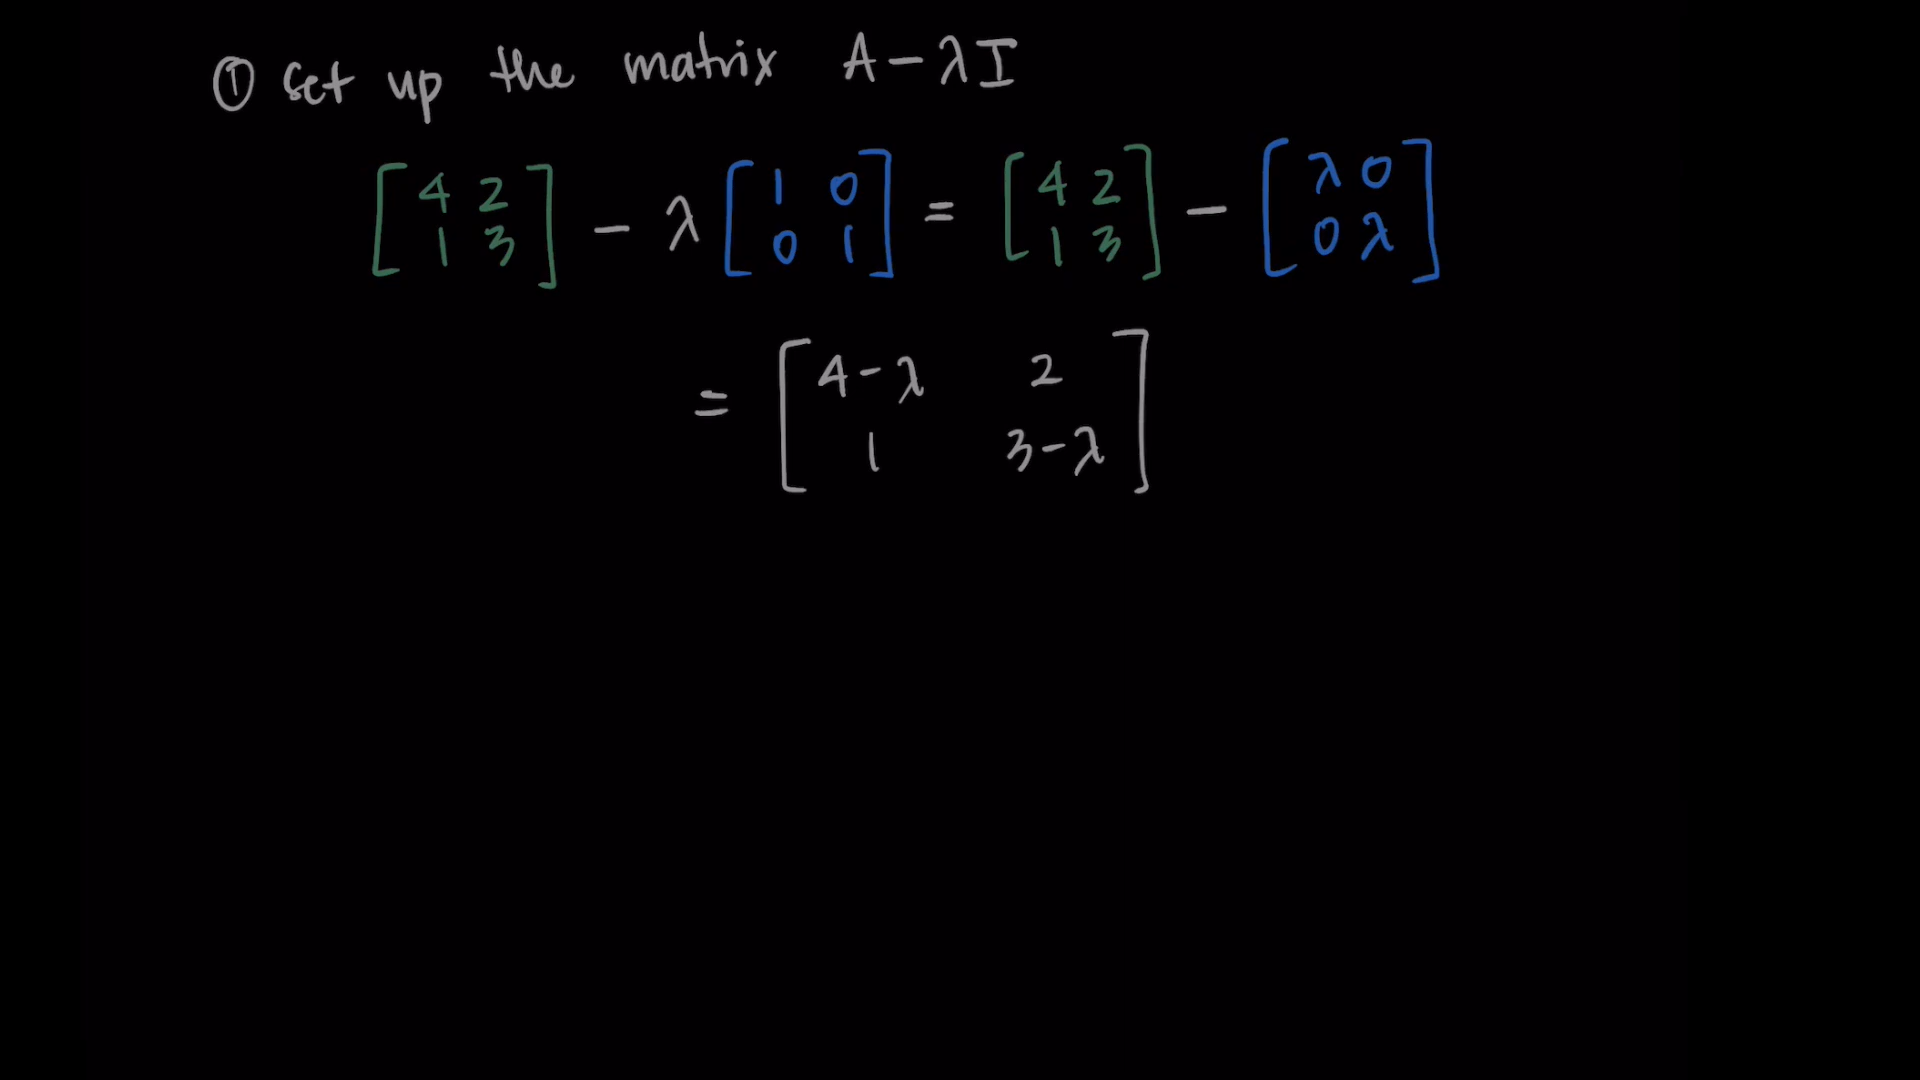 ① Set up the matrix A - λI
[4 2; 1 3] - λ [1 0; 0 1] = [4 2; 1 3] - [λ 0; 0 λ]
= [4-λ 2; 1 3-λ]